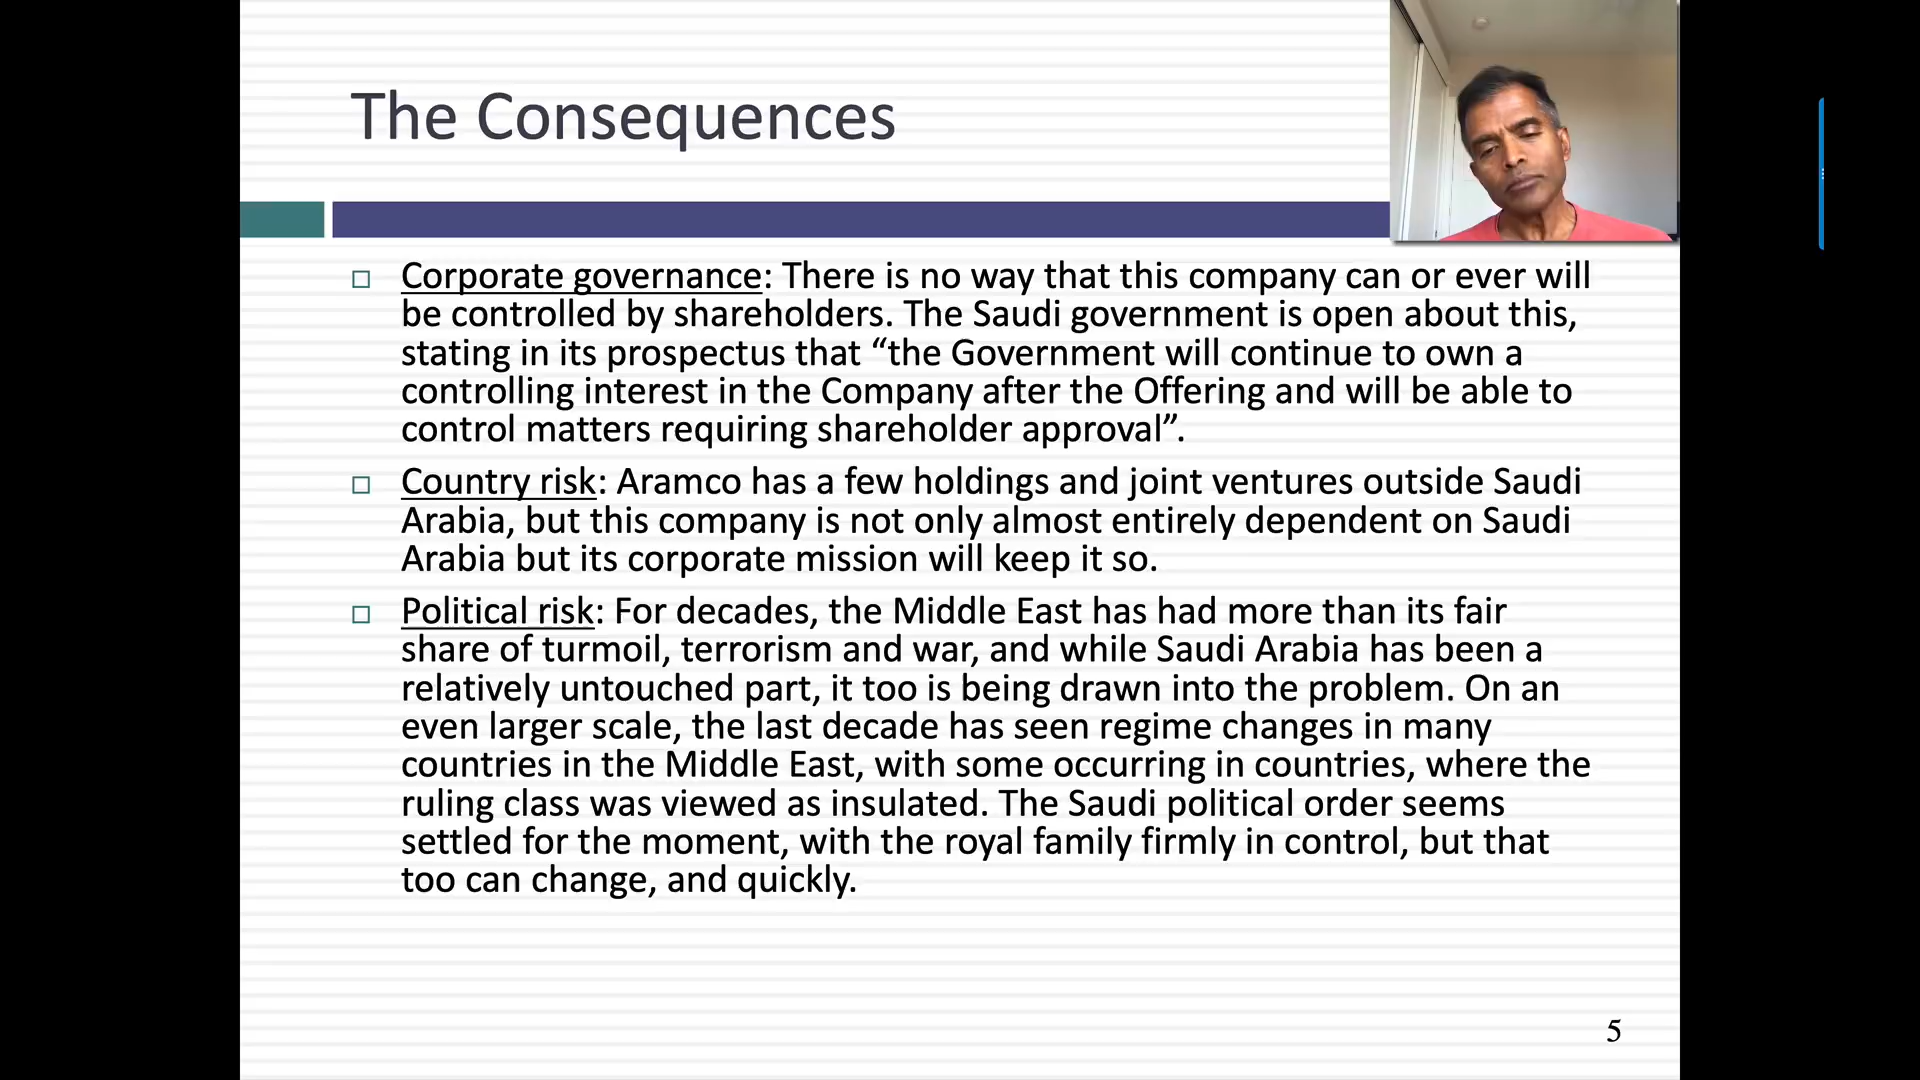 The Consequences
Corporate governance: There is no way that this company can or ever will
be controlled by shareholders. The Saudi government is open about this,
stating in its prospectus that “the Government will continue to own a
controlling interest in the Company after the Offering and will be able to
control matters requiring shareholder approval”.
Country risk: Aramco has a few holdings and joint ventures outside Saudi
Arabia, but this company is not only almost entirely dependent on Saudi
Arabia but its corporate mission will keep it so.
Political risk: For decades, the Middle East has had more than its fair
share of turmoil, terrorism and war, and while Saudi Arabia has been a
relatively untouched part, it too is being drawn into the problem. On an
even larger scale, the last decade has seen regime changes in many
countries in the Middle East, with some occurring in countries, where the
ruling class was viewed as insulated. The Saudi political order seems
settled for the moment, with the royal family firmly in control, but that
too can change, and quickly.
5